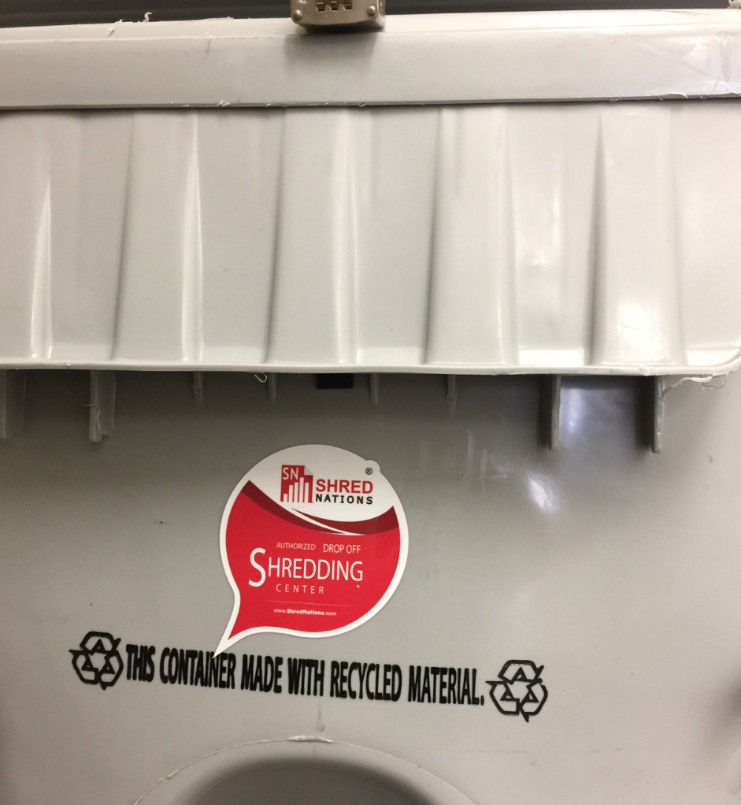 SN SHRED ®
NATIONS
AUTHORIZED DROP OFF
SHREDDING
CENTER
www.ShredNations.com
THIS CONTAINER MADE WITH RECYCLED MATERIAL.